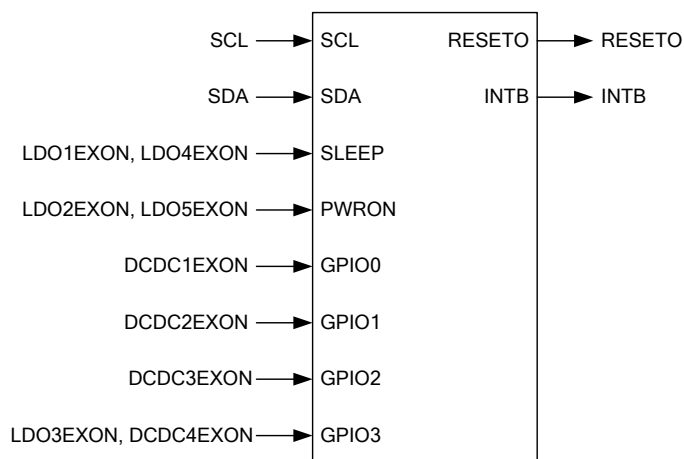 SCL SCL RESETO RESETO
SDA SDA INTB INTB
LDO1EXON, LDO4EXON SLEEP
LDO2EXON, LDO5EXON PWRON
DCDC1EXON GPIO0
DCDC2EXON GPIO1
DCDC3EXON GPIO2
LDO3EXON, DCDC4EXON GPIO3